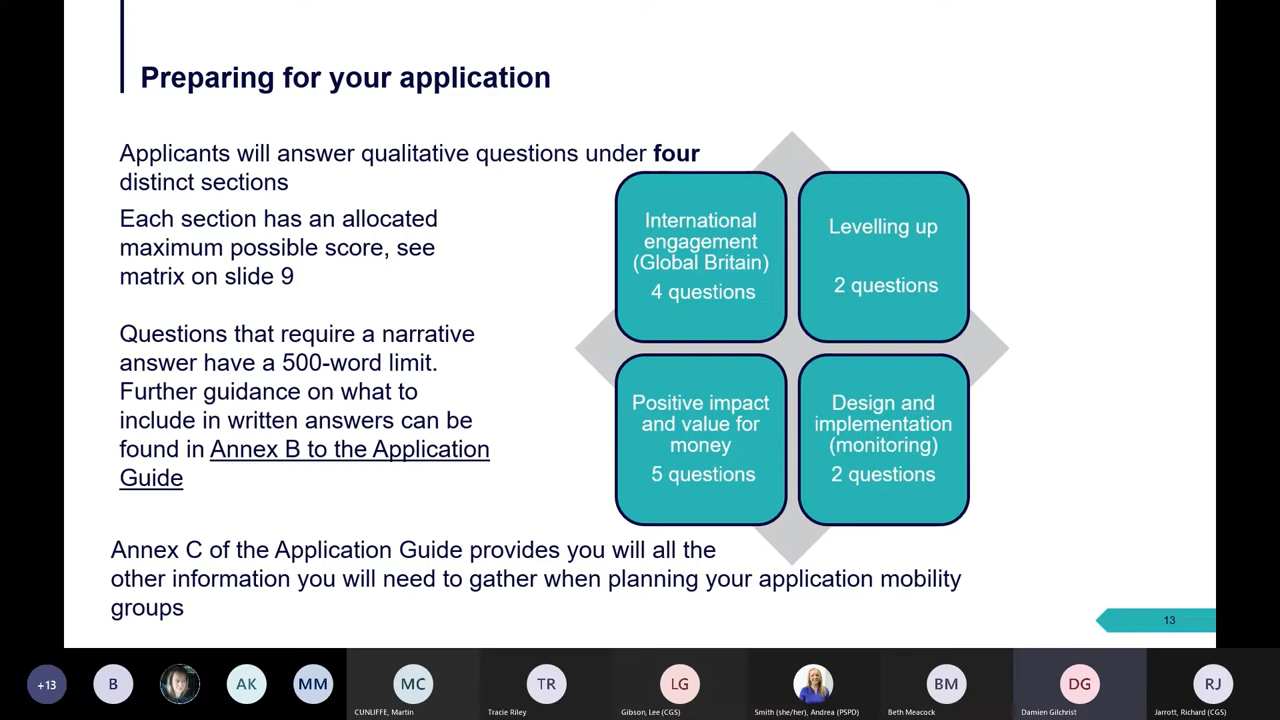 Preparing for your application
Applicants will answer qualitative questions under four
distinct sections
Each section has an allocated
maximum possible score, see
matrix on slide 9
Questions that require a narrative
answer have a 500-word limit.
Further guidance on what to
include in written answers can be
found in Annex B to the Application
Guide
International
engagement
(Global Britain)
4 questions
Levelling up
2 questions
Positive impact
and value for
money
5 questions
Design and
implementation
(monitoring)
2 questions
Annex C of the Application Guide provides you will all the
other information you will need to gather when planning your application mobility
groups
13
+13
B
AK
MM
MC
CUNLIFFE, Martin
TR
Tracie Riley
LG
Gibson, Lee (CGS)
Smith (she/her), Andrea (PSPD)
BM
Beth Meacock
DG
Damien Gilchrist
RJ
Jarrott, Richard (CGS)